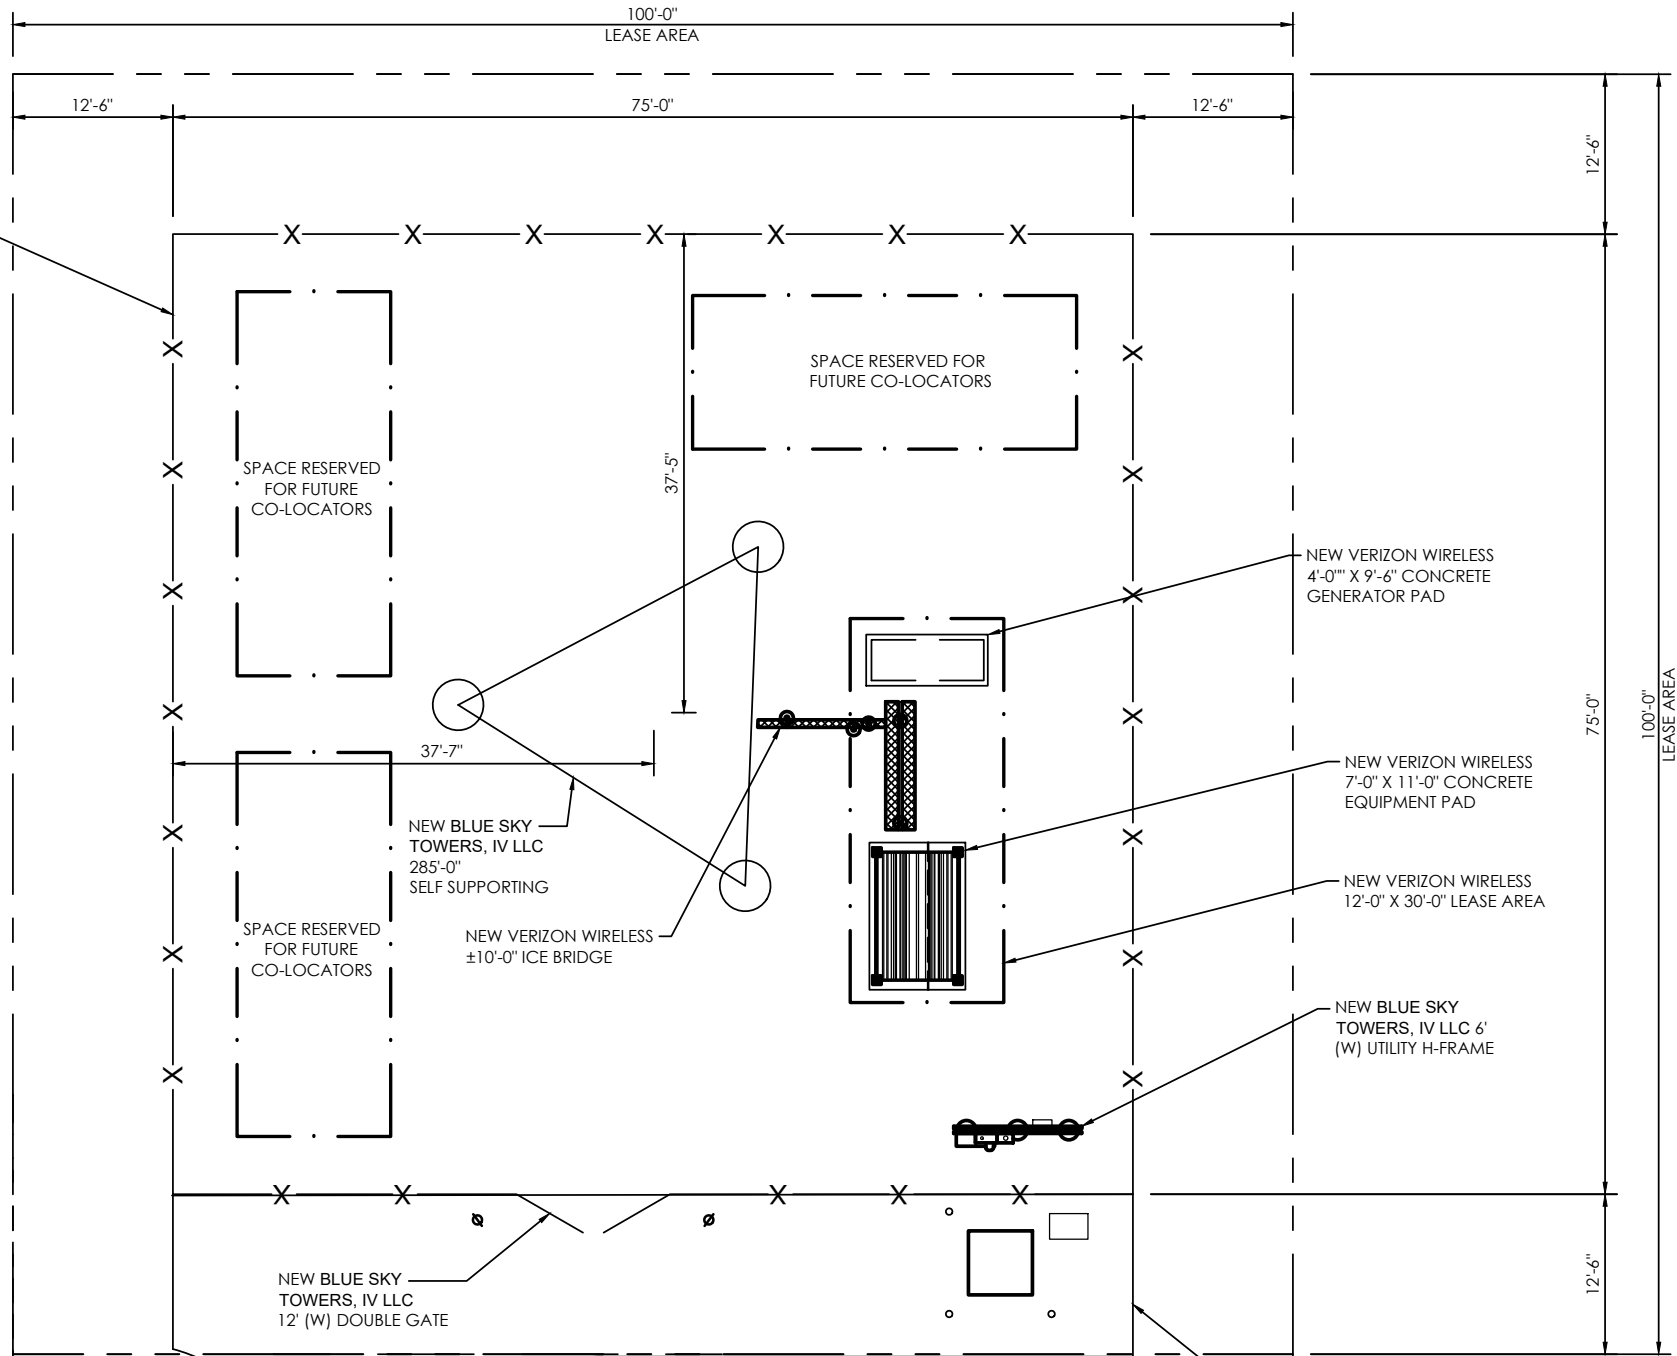 100'-0"
LEASE AREA
12'-6"
75'-0"
12'-6"
12'-6"
X X X X X X X
SPACE RESERVED FOR
FUTURE CO-LOCATORS
X
X
X
X
X
X
X
X
X
X
X
X
X
X
SPACE RESERVED
FOR FUTURE
CO-LOCATORS
37'-5"
NEW VERIZON WIRELESS
4'-0"" X 9'-6" CONCRETE
GENERATOR PAD
75'-0"
100'-0"
LEASE AREA
37'-7"
NEW VERIZON WIRELESS
7'-0" X 11'-0" CONCRETE
EQUIPMENT PAD
NEW BLUE SKY
TOWERS, IV LLC
285'-0"
SELF SUPPORTING
NEW VERIZON WIRELESS
12'-0" X 30'-0" LEASE AREA
SPACE RESERVED
FOR FUTURE
CO-LOCATORS
NEW VERIZON WIRELESS
±10'-0" ICE BRIDGE
NEW BLUE SKY
TOWERS, IV LLC 6'
(W) UTILITY H-FRAME
X X X X X
12'-6"
NEW BLUE SKY
TOWERS, IV LLC
12' (W) DOUBLE GATE